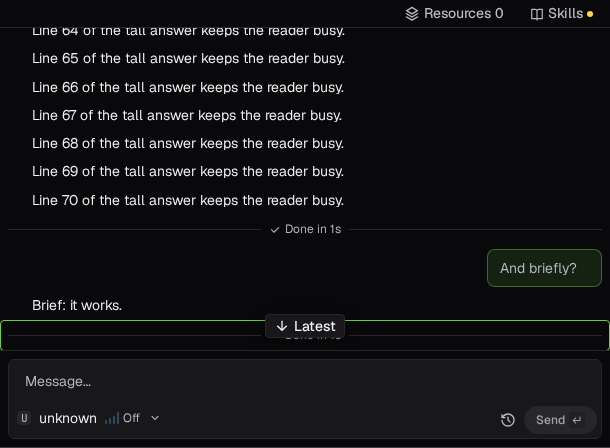 Resources 0 Skills
Line 64 of the tall answer keeps the reader busy.
Line 65 of the tall answer keeps the reader busy.
Line 66 of the tall answer keeps the reader busy.
Line 67 of the tall answer keeps the reader busy.
Line 68 of the tall answer keeps the reader busy.
Line 69 of the tall answer keeps the reader busy.
Line 70 of the tall answer keeps the reader busy.
Done in 1s
And briefly?
Brief: it works.
Latest
Message...
U unknown Off
Send